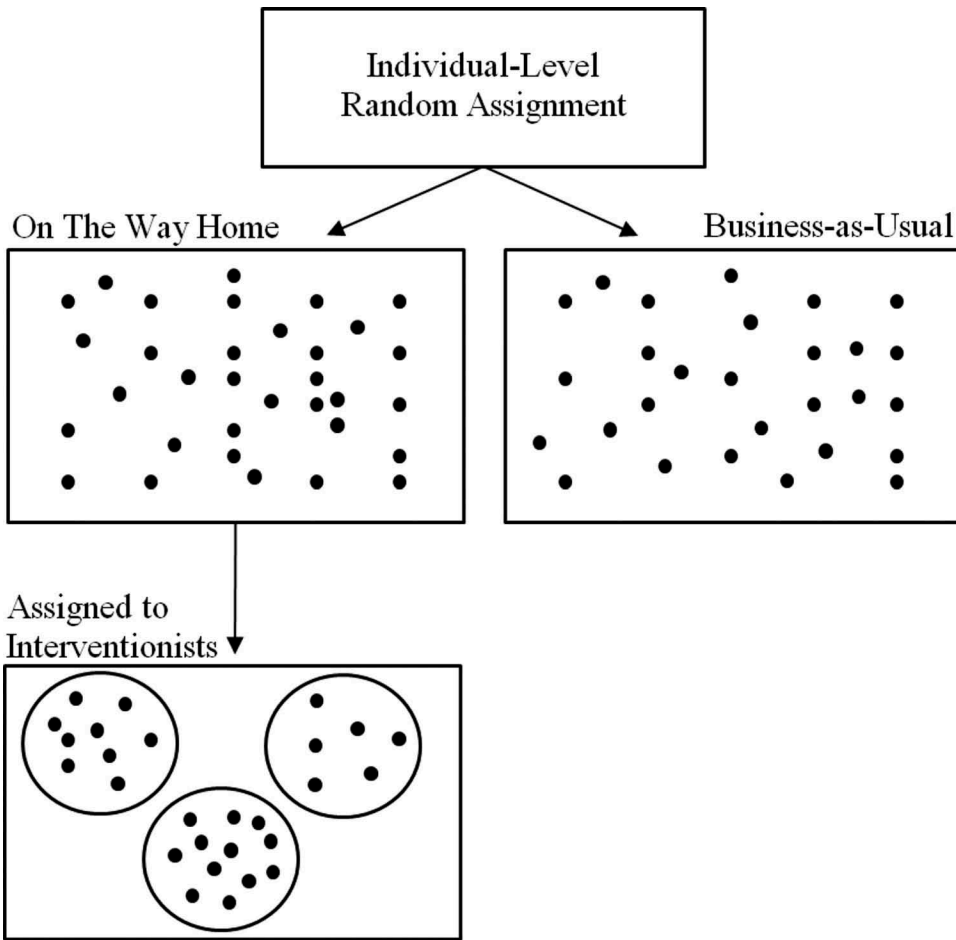 Individual-Level
Random Assignment
On The Way Home
Business-as-Usual
Assigned to
Interventionists